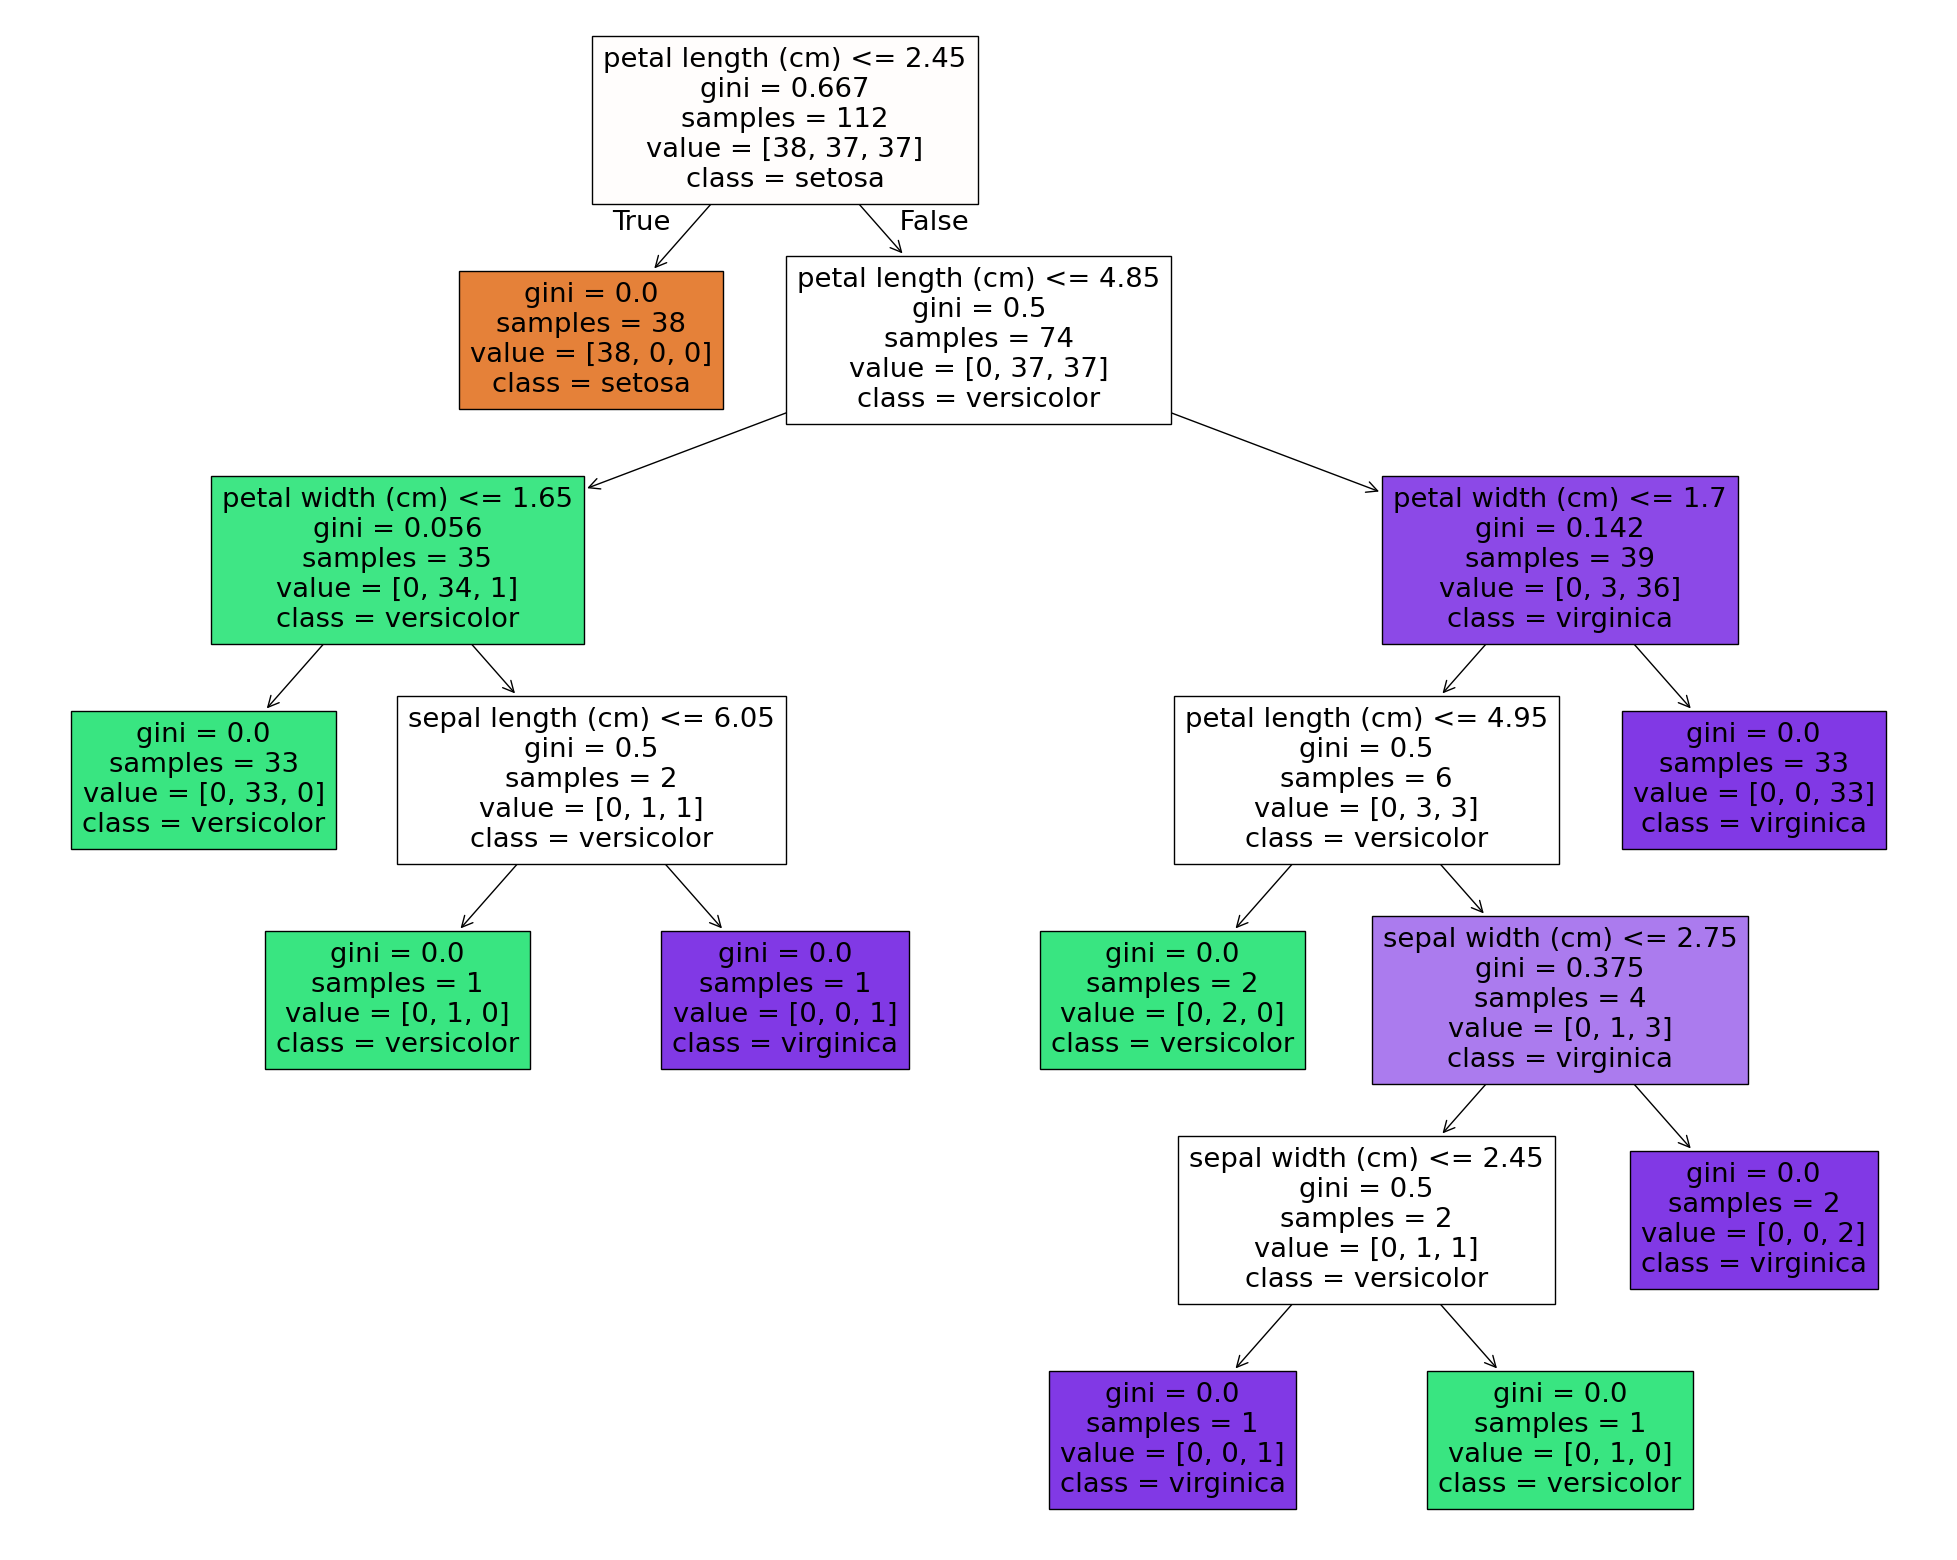 petal length (cm) <= 2.45
gini = 0.667
samples = 112
value = [38, 37, 37]
class = setosa
True
False
gini = 0.0
samples = 38
value = [38, 0, 0]
class = setosa
petal length (cm) <= 4.85
gini = 0.5
samples = 74
value = [0, 37, 37]
class = versicolor
petal width (cm) <= 1.65
gini = 0.056
samples = 35
value = [0, 34, 1]
class = versicolor
petal width (cm) <= 1.7
gini = 0.142
samples = 39
value = [0, 3, 36]
class = virginica
gini = 0.0
samples = 33
value = [0, 33, 0]
class = versicolor
sepal length (cm) <= 6.05
gini = 0.5
samples = 2
value = [0, 1, 1]
class = versicolor
petal length (cm) <= 4.95
gini = 0.5
samples = 6
value = [0, 3, 3]
class = versicolor
gini = 0.0
samples = 33
value = [0, 0, 33]
class = virginica
gini = 0.0
samples = 1
value = [0, 1, 0]
class = versicolor
gini = 0.0
samples = 1
value = [0, 0, 1]
class = virginica
gini = 0.0
samples = 2
value = [0, 2, 0]
class = versicolor
sepal width (cm) <= 2.75
gini = 0.375
samples = 4
value = [0, 1, 3]
class = virginica
sepal width (cm) <= 2.45
gini = 0.5
samples = 2
value = [0, 1, 1]
class = versicolor
gini = 0.0
samples = 2
value = [0, 0, 2]
class = virginica
gini = 0.0
samples = 1
value = [0, 0, 1]
class = virginica
gini = 0.0
samples = 1
value = [0, 1, 0]
class = versicolor